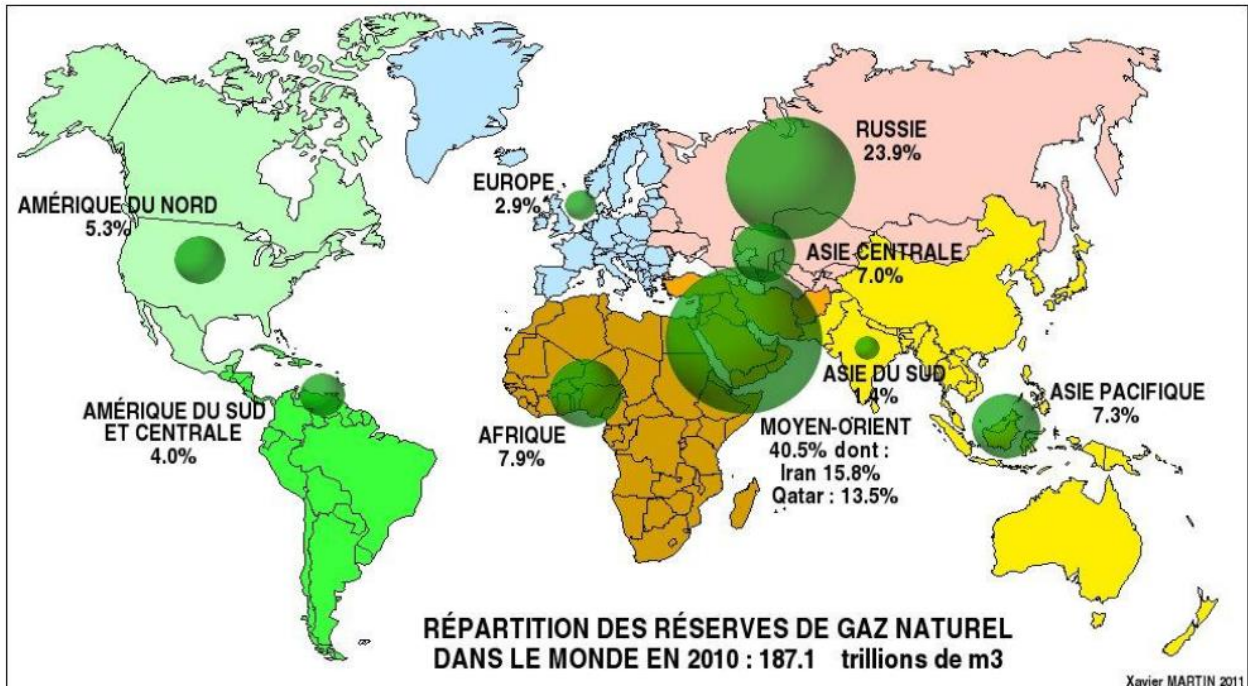 RUSSIE
23.9%
EUROPE
2.9%
AMÉRIQUE DU NORD
5.3%
ASIE CENTRALE
7.0%
ASIE DU SUD
1.4%
ASIE PACIFIQUE
7.3%
AMÉRIQUE DU SUD
ET CENTRALE
4.0%
AFRIQUE
7.9%
MOYEN-ORIENT
40.5% dont :
Iran 15.8%
Qatar : 13.5%
RÉPARTITION DES RÉSERVES DE GAZ NATUREL
DANS LE MONDE EN 2010 : 187.1 trillions de m3
Xavier MARTIN 2011